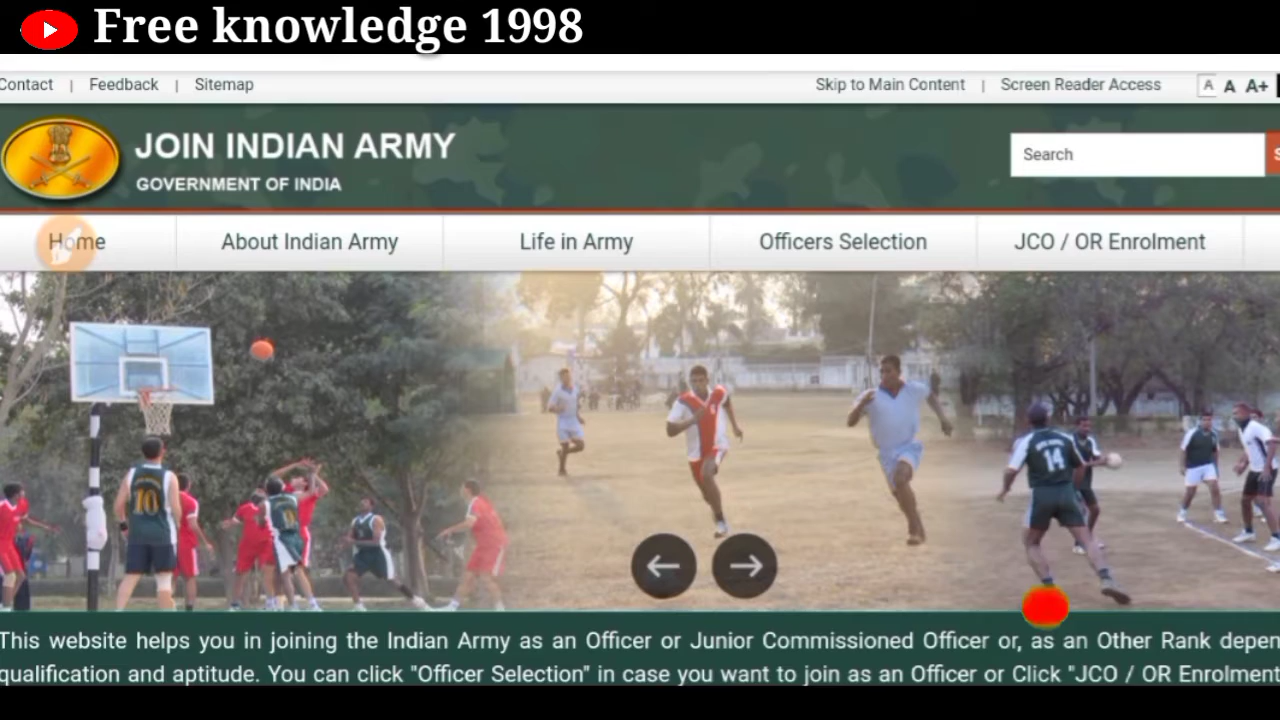 Free knowledge 1998
Contact | Feedback | Sitemap
Skip to Main Content | Screen Reader Access A A A+
JOIN INDIAN ARMY
GOVERNMENT OF INDIA
Search
Home
About Indian Army
Life in Army
Officers Selection
JCO / OR Enrolment
10
14
This website helps you in joining the Indian Army as an Officer or Junior Commissioned Officer or, as an Other Rank depen
qualification and aptitude. You can click "Officer Selection" in case you want to join as an Officer or Click "JCO / OR Enrolment